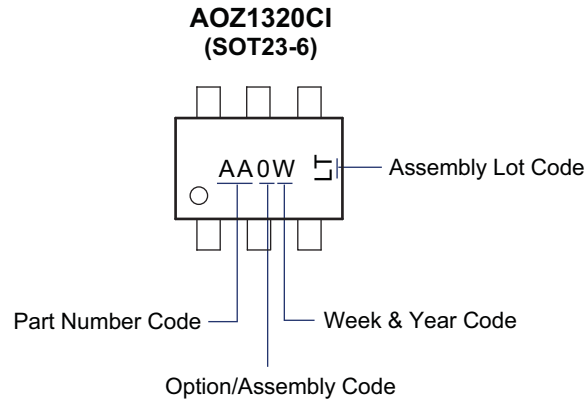 AOZ1320CI
(SOT23-6)
AA0W
LT
Assembly Lot Code
Part Number Code
Week & Year Code
Option/Assembly Code